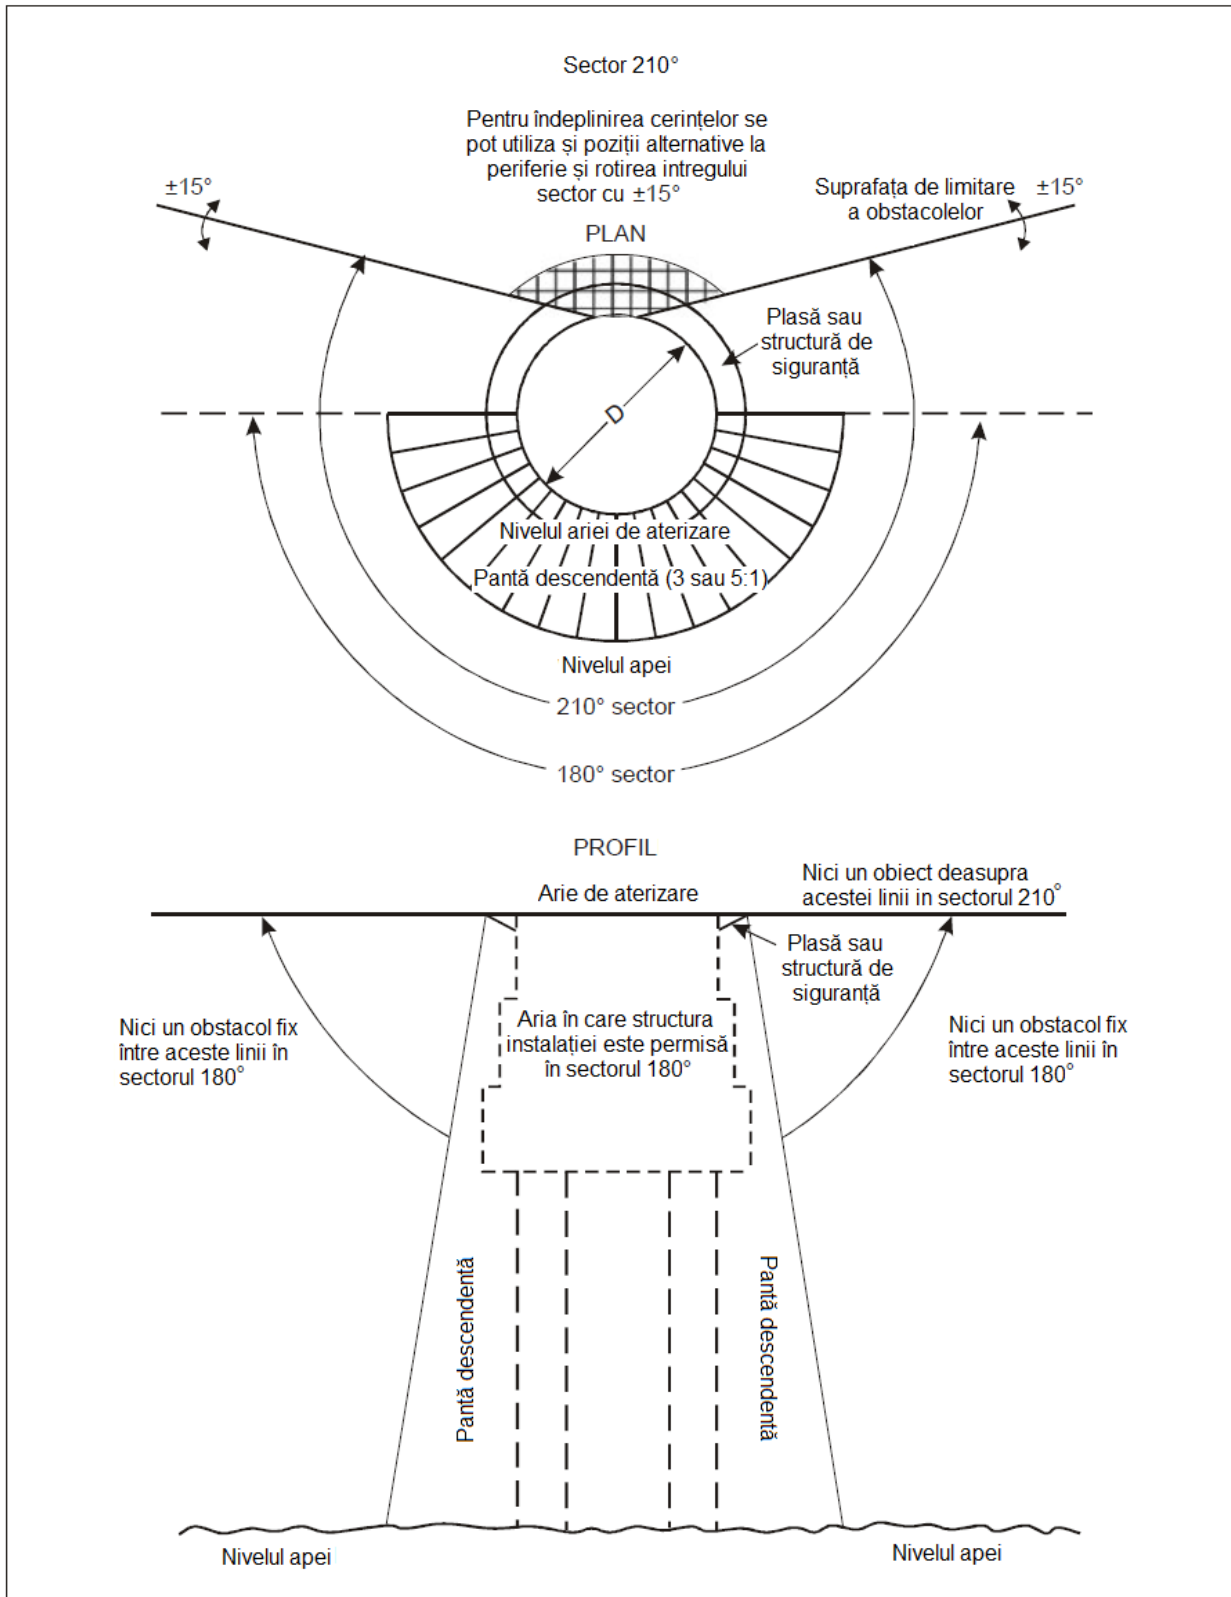 Sector 210°
Pentru îndeplinirea cerințelor se
pot utiliza și poziții alternative la
periferie și rotirea intregului
sector cu ±15°
±15°
Suprafața de limitare
a obstacolelor
±15°
PLAN
Plasă sau
structură de
siguranță
D
Nivelul ariei de aterizare
Pantă descendentă (3 sau 5:1)
Nivelul apei
210° sector
180° sector
PROFIL
Arie de aterizare
Nici un obiect deasupra
acestei linii in sectorul 210°
Plasă sau
structură de
siguranță
Nici un obstacol fix
între aceste linii în
sectorul 180°
Aria în care structura
instalației este permisă
în sectorul 180°
Nici un obstacol fix
între aceste linii în
sectorul 180°
Pantă descendentă
Pantă descendentă
Nivelul apei
Nivelul apei